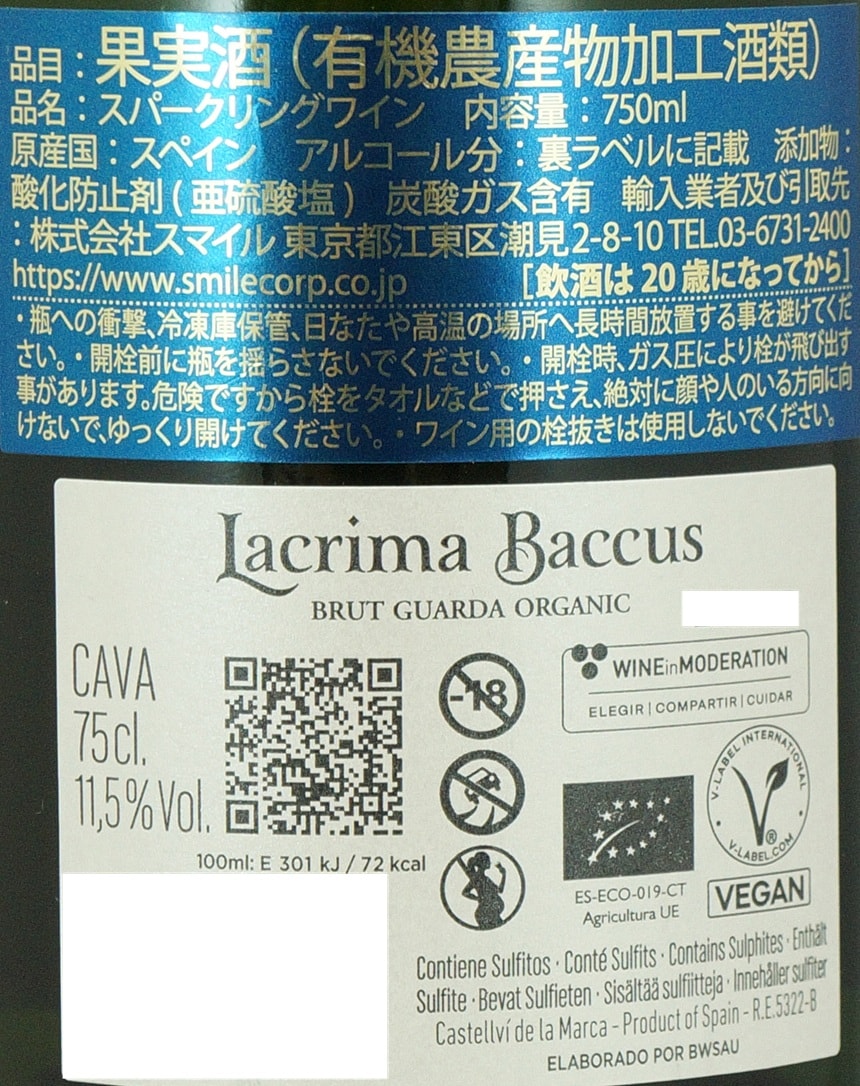 品目：果実酒（有機農産物加工酒類）
品名：スパークリングワイン　内容量：750ml
原産国：スペイン　アルコール分：裏ラベルに記載　添加物：
酸化防止剤(亜硫酸塩)　炭酸ガス含有　輸入業者及び引取先
：株式会社スマイル 東京都江東区潮見2-8-10 TEL.03-6731-2400
https://www.smilecorp.co.jp　[飲酒は20歳になってから]
・瓶への衝撃、冷凍庫保管、日なたや高温の場所へ長時間放置する事を避けてくだ
さい。・開栓前に瓶を揺らさないでください。・開栓時、ガス圧により栓が飛び出す
事があります。危険ですから栓をタオルなどで押さえ、絶対に顔や人のいる方向に向
けないで、ゆっくり開けてください。・ワイン用の栓抜きは使用しないでください。
Lacrima Baccus
BRUT GUARDA ORGANIC
CAVA
75cl.
11,5%Vol.
100ml: E 301 kJ / 72 kcal
-18
WINEinMODERATION
ELEGIR | COMPARTIR | CUIDAR
V-LABEL INTERNATIONAL
V
®
· V-LABEL.COM ·
ES-ECO-019-CT
Agricultura UE
VEGAN
Contiene Sulfitos · Conté Sulfits · Contains Sulphites · Enthält
Sulfite · Bevat Sulfieten · Sisältää sulfiitteja · Innehåller sulfiter
Castellví de la Marca - Product of Spain - R.E.5322-B
ELABORADO POR BWSAU